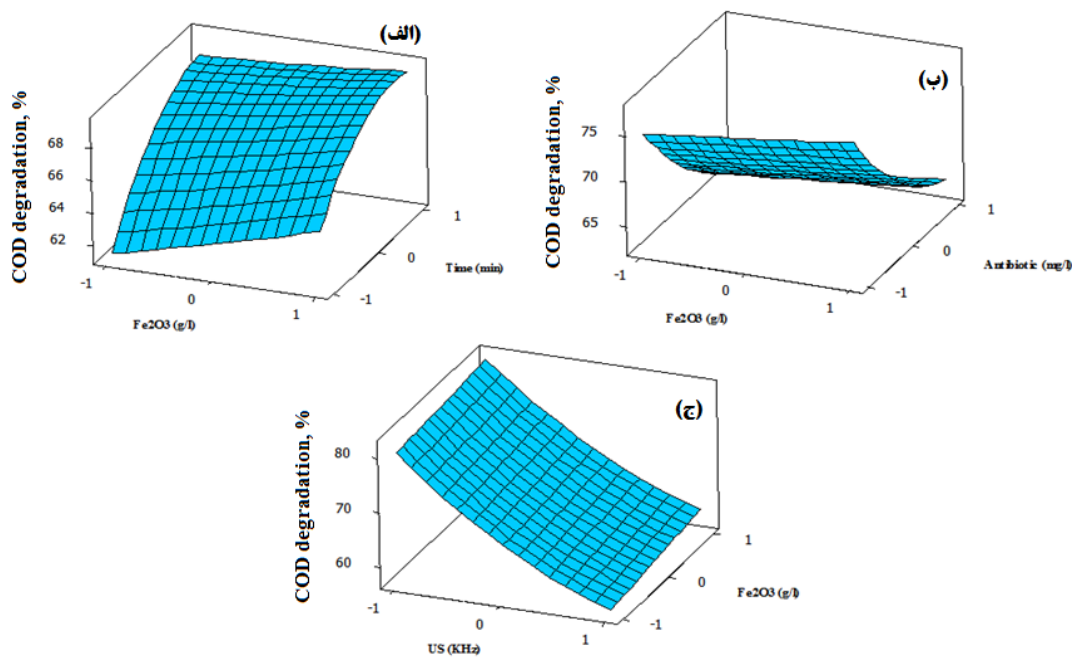 (الف)
COD degradation, %
68
66
64
62
-1
0
1
Fe2O3 (g/l)
-1
0
1
Time (min)
(ب)
COD degradation, %
75
70
65
-1
0
1
Fe2O3 (g/l)
-1
0
1
Antibiotic (mg/l)
(ج)
COD degradation, %
80
70
60
-1
0
1
US (KHz)
-1
0
1
Fe2O3 (g/l)